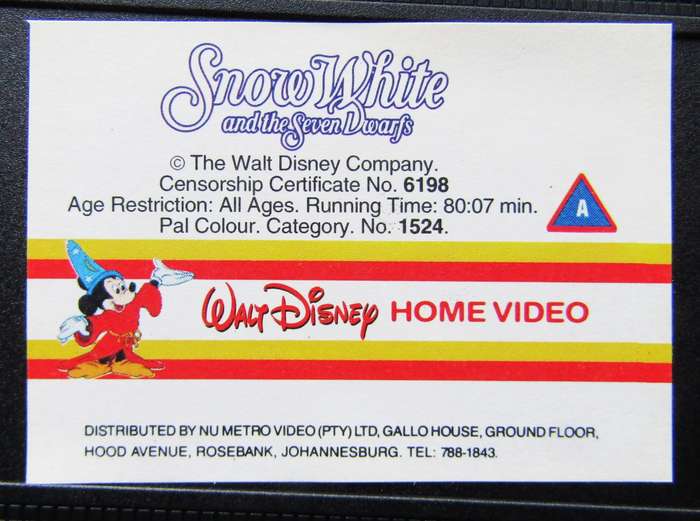 Snow White
and the Seven Dwarfs
© The Walt Disney Company.
Censorship Certificate No. 6198
Age Restriction: All Ages. Running Time: 80:07 min.
Pal Colour. Category. No. 1524.
A
WALT DISNEY HOME VIDEO
DISTRIBUTED BY NU METRO VIDEO (PTY) LTD, GALLO HOUSE, GROUND FLOOR,
HOOD AVENUE, ROSEBANK, JOHANNESBURG. TEL: 788-1843.